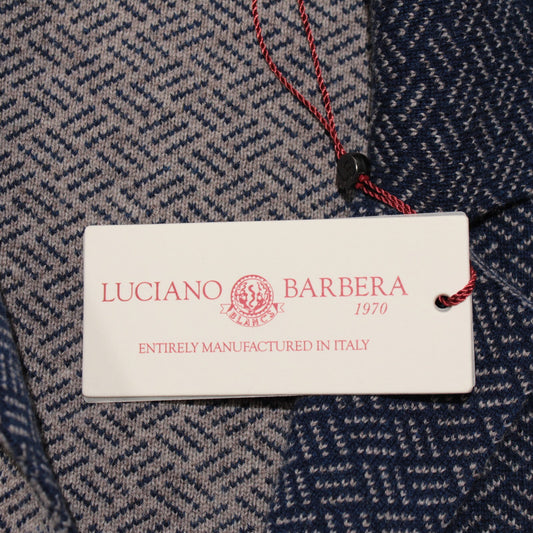 LUCIANO BARBERA
BLANCS
1970
ENTIRELY MANUFACTURED IN ITALY